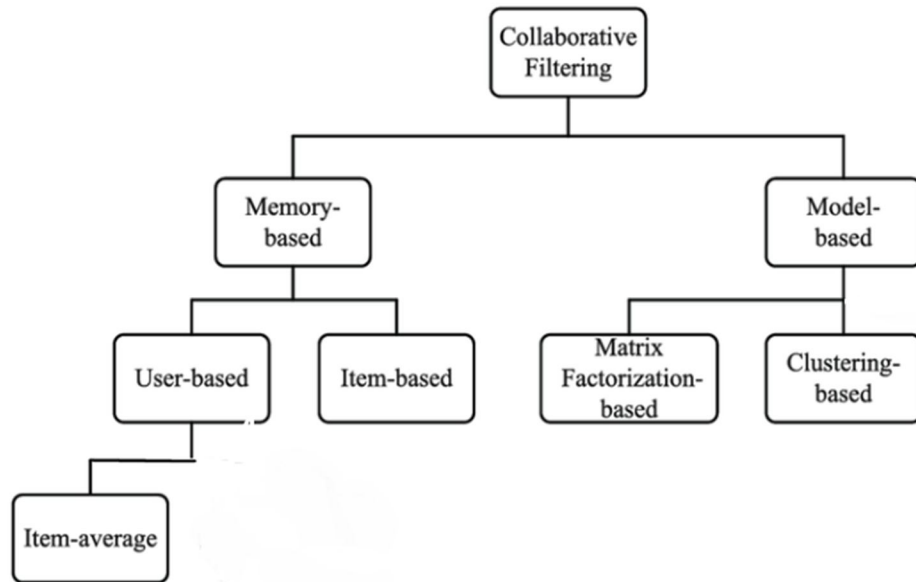 Collaborative
Filtering
Memory-
based
Model-
based
User-based
Item-based
Matrix
Factorization-
based
Clustering-
based
Item-average